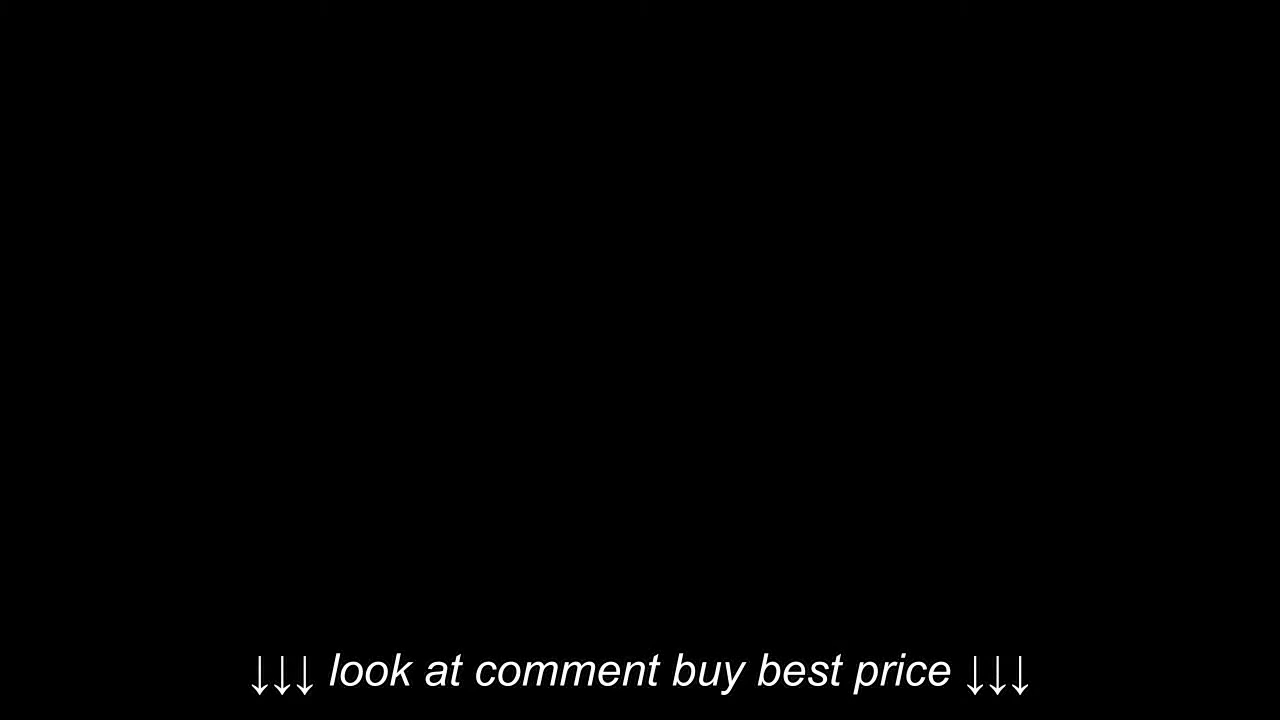 ↓↓↓ look at comment buy best price ↓↓↓